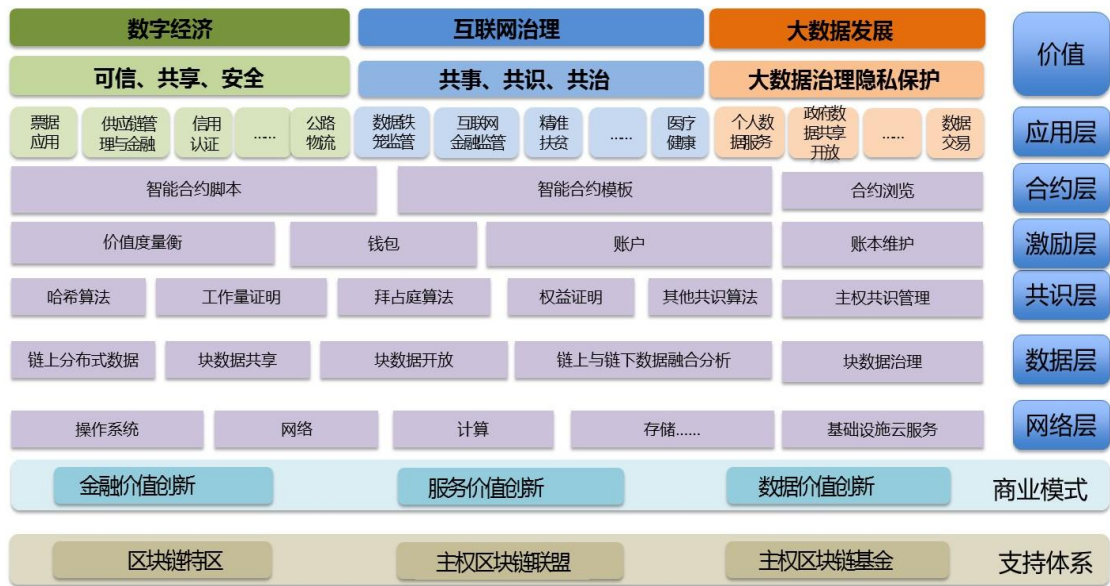 数字经济
互联网治理
大数据发展
价值
可信、共享、安全
共事、共识、共治
大数据治理隐私保护
票据
应用
供应链管
理与金融
信用
认证
……
公路
物流
数据铁
笼监管
互联网
金融监管
精准
扶贫
……
医疗
健康
个人数
据服务
政府数
据共享
开放
……
数据
交易
应用层
智能合约脚本
智能合约模板
合约浏览
合约层
价值度量衡
钱包
账户
账本维护
激励层
哈希算法
工作量证明
拜占庭算法
权益证明
其他共识算法
主权共识管理
共识层
链上分布式数据
块数据共享
块数据开放
链上与链下数据融合分析
块数据治理
数据层
操作系统
网络
计算
存储……
基础设施云服务
网络层
金融价值创新
服务价值创新
数据价值创新
商业模式
区块链特区
主权区块链联盟
主权区块链基金
支持体系